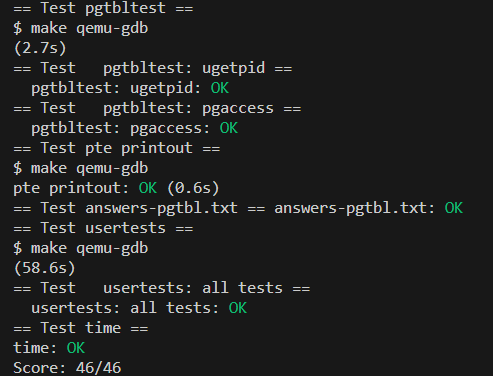 == Test pgtbltest ==
$ make qemu-gdb
(2.7s)
== Test   pgtbltest: ugetpid ==
  pgtbltest: ugetpid: OK
== Test   pgtbltest: pgaccess ==
  pgtbltest: pgaccess: OK
== Test pte printout ==
$ make qemu-gdb
pte printout: OK (0.6s)
== Test answers-pgtbl.txt == answers-pgtbl.txt: OK
== Test usertests ==
$ make qemu-gdb
(58.6s)
== Test   usertests: all tests ==
  usertests: all tests: OK
== Test time ==
time: OK
Score: 46/46